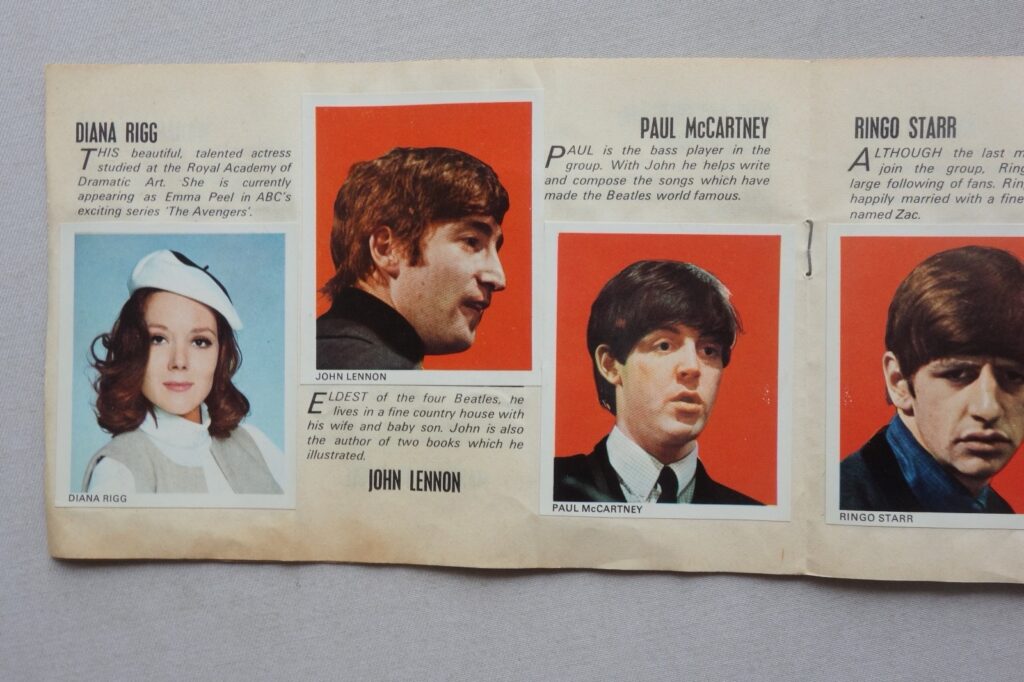 DIANA RIGG
THIS beautiful, talented actress
studied at the Royal Academy of
Dramatic Art. She is currently
appearing as Emma Peel in ABC's
exciting series 'The Avengers'.
DIANA RIGG
JOHN LENNON
ELDEST of the four Beatles, he
lives in a fine country house with
his wife and baby son. John is also
the author of two books which he
illustrated.
JOHN LENNON
PAUL McCARTNEY
PAUL is the bass player in the
group. With John he helps write
and compose the songs which have
made the Beatles world famous.
PAUL McCARTNEY
RINGO STARR
ALTHOUGH the last
join the group,
large following of fans.
happily married with a fine
named Zac.
RINGO STARR